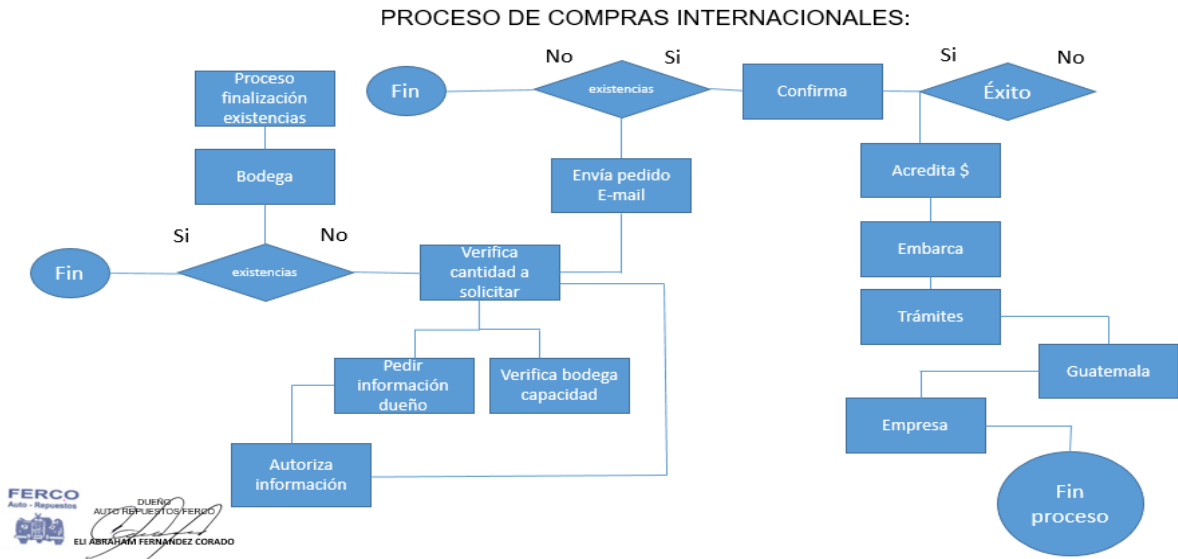 PROCESO DE COMPRAS INTERNACIONALES:
No
Si
Si
No
Proceso
finalización
existencias
Fin
existencias
Confirma
Éxito
Bodega
Envía pedido
E-mail
Acredita $
Si
No
Fin
existencias
Verifica
cantidad a
solicitar
Embarca
Trámites
Pedir
información
dueño
Verifica bodega
capacidad
Guatemala
Empresa
Autoriza
información
Fin
proceso
FERCO
Auto - Repuestos
DUEÑO
AUTO REPUESTOS FERCO
ELI ABRAHAM FERNANDEZ CORADO